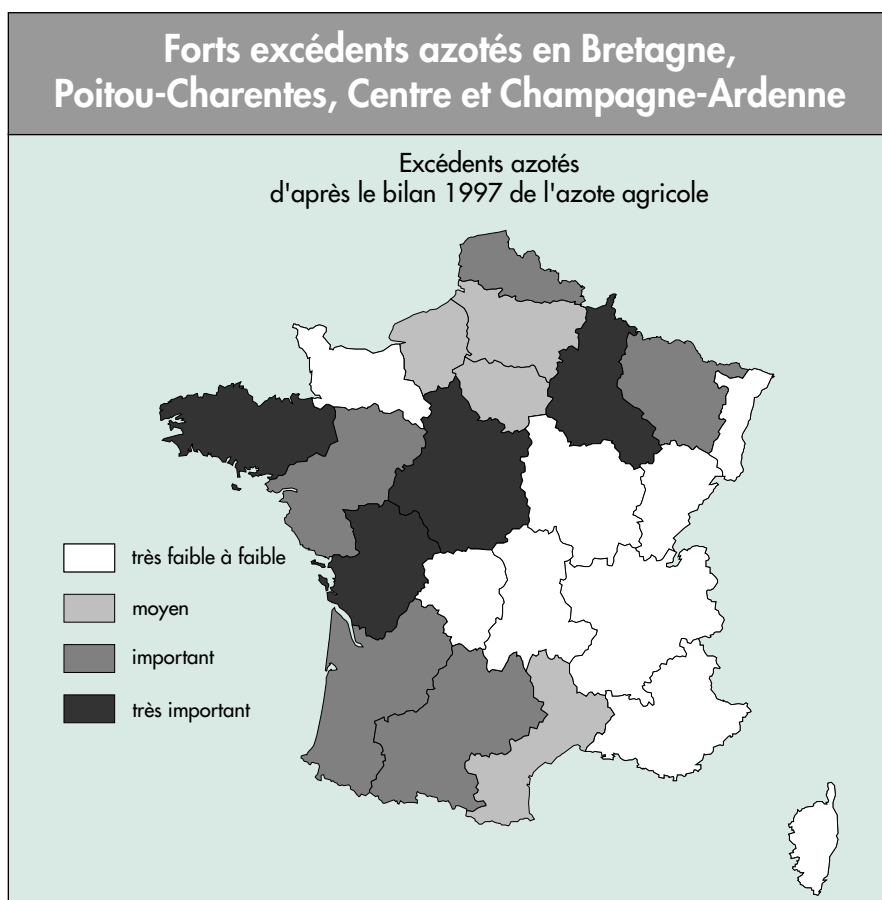 Forts excédents azotés en Bretagne,
Poitou-Charentes, Centre et Champagne-Ardenne
Excédents azotés
d'après le bilan 1997 de l'azote agricole
très faible à faible
moyen
important
très important